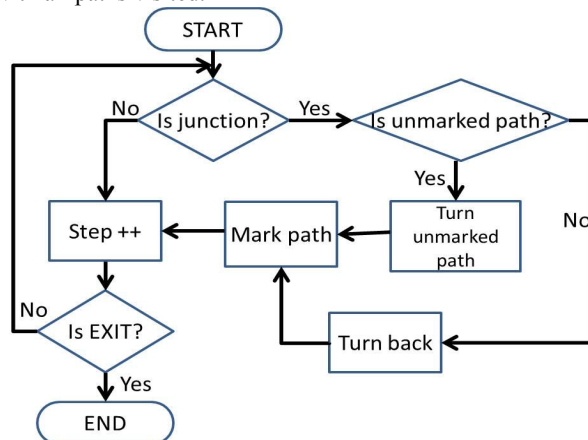 START
No
Is junction?
Yes
Is unmarked path?
Yes
No
Step ++
Mark path
Turn
unmarked
path
No
Is EXIT?
Turn back
Yes
END